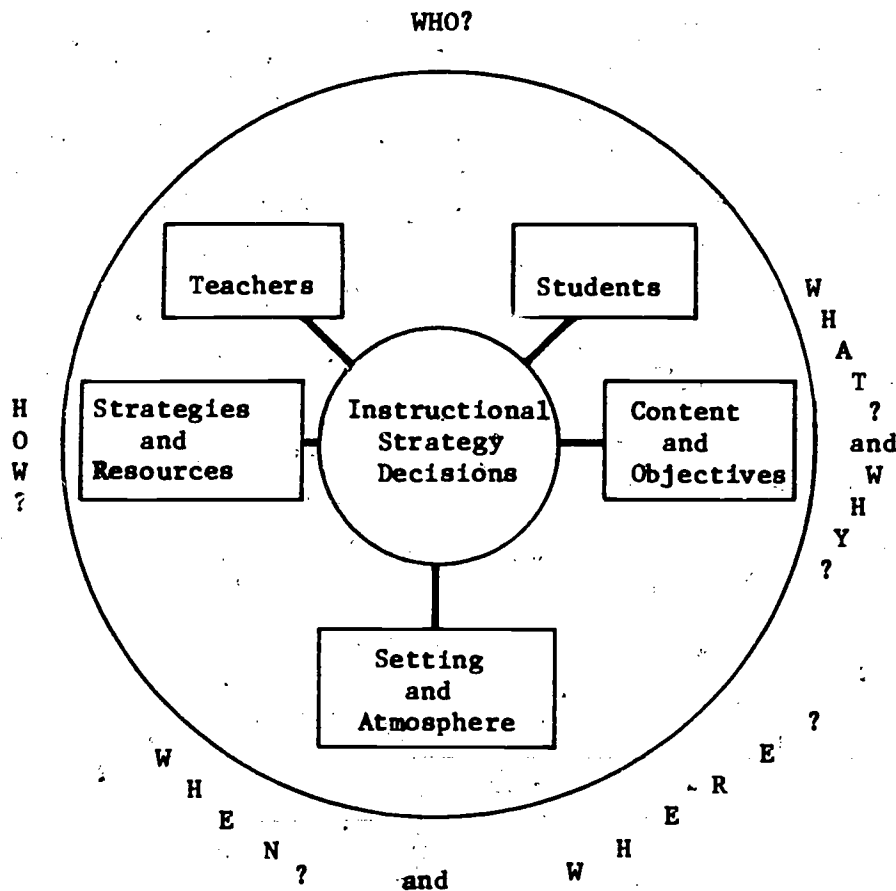 WHO?
Teachers
Students
WHAT? and WHY?
HOW?
Strategies
and
Resources
Instructional
Strategy
Decisions
Content
and
Objectives
Setting
and
Atmosphere
WHEN? and WHERE?